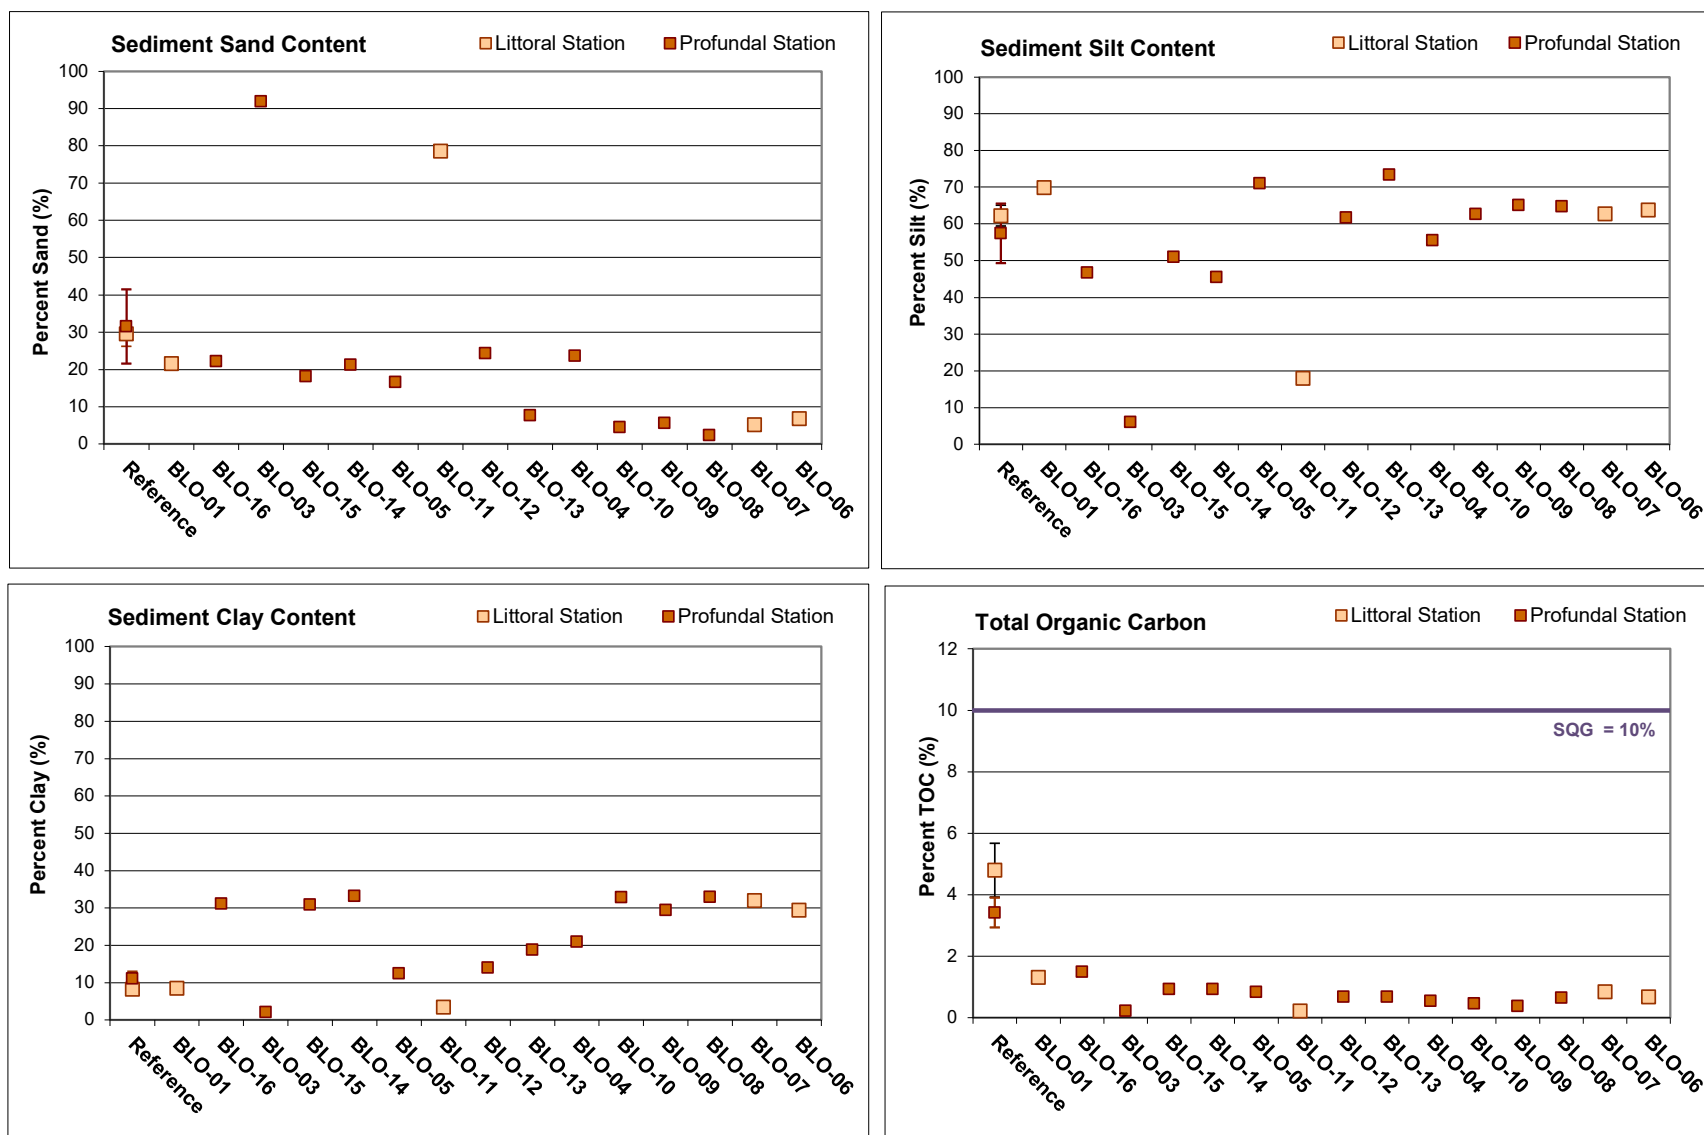 Sediment Sand Content
Littoral Station
Profundal Station
Percent Sand (%)
100
90
80
70
60
50
40
30
20
10
0
Reference
BLO-01
BLO-16
BLO-03
BLO-15
BLO-14
BLO-05
BLO-11
BLO-12
BLO-13
BLO-04
BLO-10
BLO-09
BLO-08
BLO-07
BLO-06
Sediment Silt Content
Littoral Station
Profundal Station
Percent Silt (%)
100
90
80
70
60
50
40
30
20
10
0
Reference
BLO-01
BLO-16
BLO-03
BLO-15
BLO-14
BLO-05
BLO-11
BLO-12
BLO-13
BLO-04
BLO-10
BLO-09
BLO-08
BLO-07
BLO-06
Sediment Clay Content
Littoral Station
Profundal Station
Percent Clay (%)
100
90
80
70
60
50
40
30
20
10
0
Reference
BLO-01
BLO-16
BLO-03
BLO-15
BLO-14
BLO-05
BLO-11
BLO-12
BLO-13
BLO-04
BLO-10
BLO-09
BLO-08
BLO-07
BLO-06
Total Organic Carbon
Littoral Station
Profundal Station
Percent TOC (%)
12
10
8
6
4
2
0
SQG = 10%
Reference
BLO-01
BLO-16
BLO-03
BLO-15
BLO-14
BLO-05
BLO-11
BLO-12
BLO-13
BLO-04
BLO-10
BLO-09
BLO-08
BLO-07
BLO-06